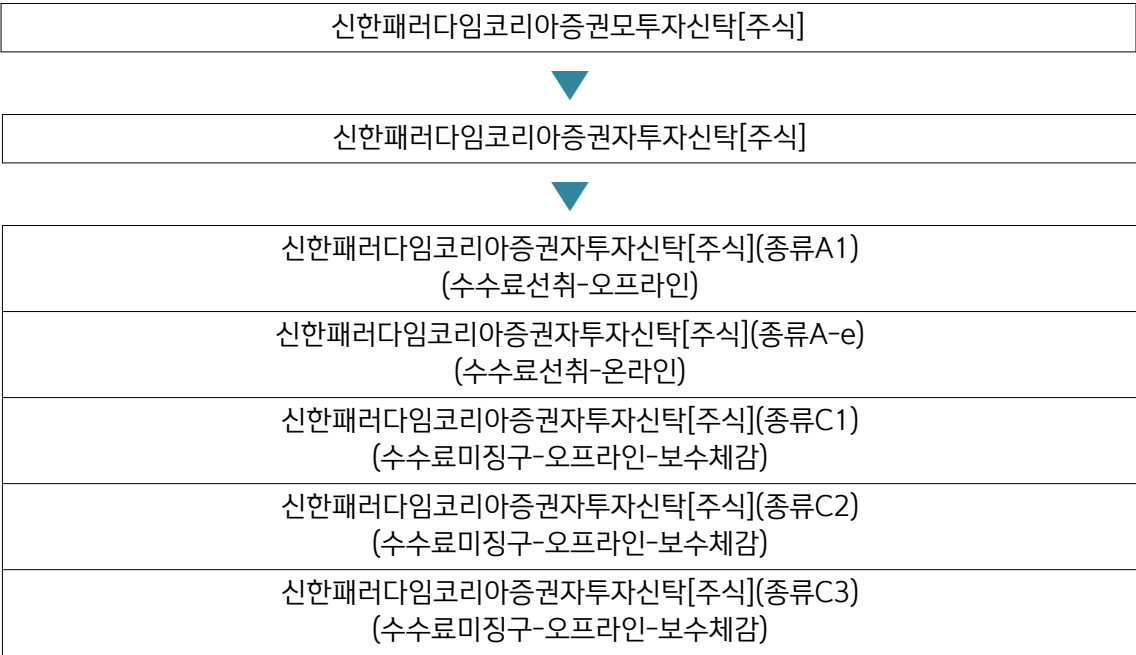 신한패러다임코리아증권모투자신탁[주식]
신한패러다임코리아증권자투자신탁[주식]
신한패러다임코리아증권자투자신탁[주식](종류A1)
(수수료선취-오프라인)
신한패러다임코리아증권자투자신탁[주식](종류A-e)
(수수료선취-온라인)
신한패러다임코리아증권자투자신탁[주식](종류C1)
(수수료미징구-오프라인-보수체감)
신한패러다임코리아증권자투자신탁[주식](종류C2)
(수수료미징구-오프라인-보수체감)
신한패러다임코리아증권자투자신탁[주식](종류C3)
(수수료미징구-오프라인-보수체감)